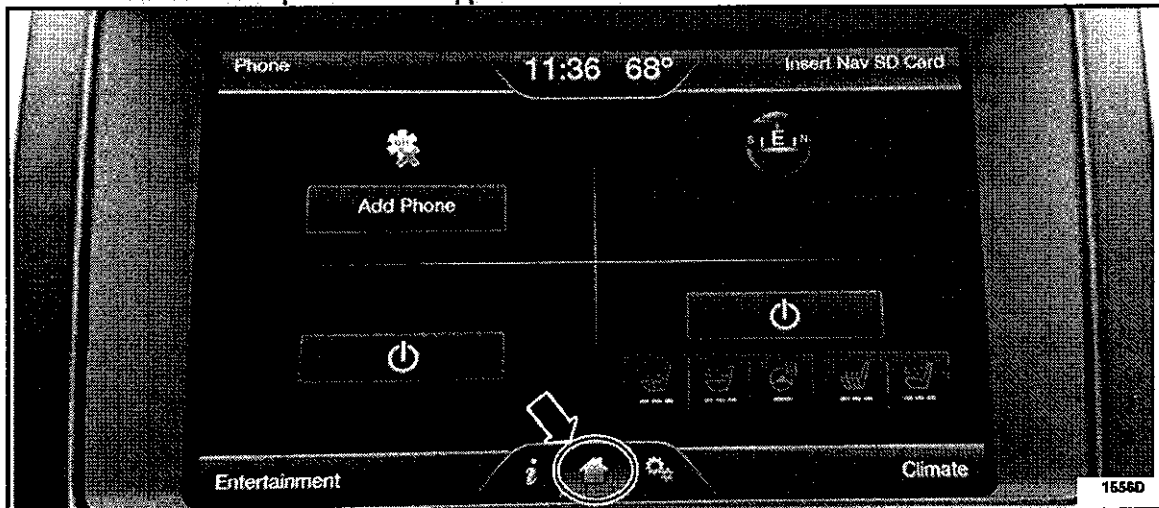 Phone 11:36 68° Insert Nav SD Card
S E N
Add Phone
i
Entertainment Climate
1556D